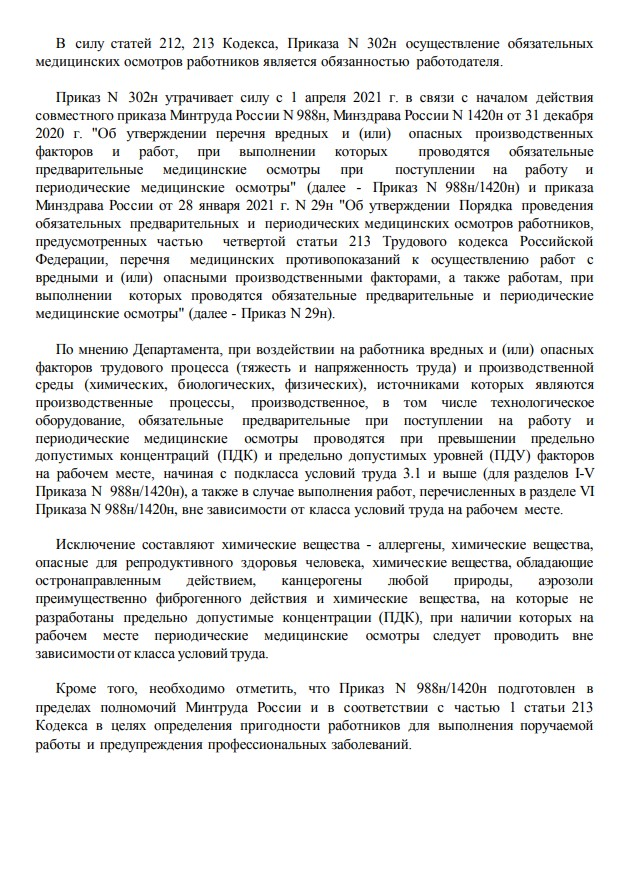 В силу статей 212, 213 Кодекса, Приказа N 302н осуществление обязательных
медицинских осмотров работников является обязанностью работодателя.
Приказ N 302н утрачивает силу с 1 апреля 2021 г. в связи с началом действия
совместного приказа Минтруда России N 988н, Минздрава России N 1420н от 31 декабря
2020 г. "Об утверждении перечня вредных и (или) опасных производственных
факторов и работ, при выполнении которых проводятся обязательные
предварительные медицинские осмотры при поступлении на работу и
периодические медицинские осмотры" (далее - Приказ N 988н/1420н) и приказа
Минздрава России от 28 января 2021 г. N 29н "Об утверждении Порядка проведения
обязательных предварительных и периодических медицинских осмотров работников,
предусмотренных частью четвертой статьи 213 Трудового кодекса Российской
Федерации, перечня медицинских противопоказаний к осуществлению работ с
вредными и (или) опасными производственными факторами, а также работам, при
выполнении которых проводятся обязательные предварительные и периодические
медицинские осмотры" (далее - Приказ N 29н).
По мнению Департамента, при воздействии на работника вредных и (или) опасных
факторов трудового процесса (тяжесть и напряженность труда) и производственной
среды (химических, биологических, физических), источниками которых являются
производственные процессы, производственное, в том числе технологическое
оборудование, обязательные предварительные при поступлении на работу и
периодические медицинские осмотры проводятся при превышении предельно
допустимых концентраций (ПДК) и предельно допустимых уровней (ПДУ) факторов
на рабочем месте, начиная с подкласса условий труда 3.1 и выше (для разделов I-V
Приказа N 988н/1420н), а также в случае выполнения работ, перечисленных в разделе VI
Приказа N 988н/1420н, вне зависимости от класса условий труда на рабочем месте.
Исключение составляют химические вещества - аллергены, химические вещества,
опасные для репродуктивного здоровья человека, химические вещества, обладающие
остронаправленным действием, канцерогены любой природы, аэрозоли
преимущественно фиброгенного действия и химические вещества, на которые не
разработаны предельно допустимые концентрации (ПДК), при наличии которых на
рабочем месте периодические медицинские осмотры следует проводить вне
зависимости от класса условий труда.
Кроме того, необходимо отметить, что Приказ N 988н/1420н подготовлен в
пределах полномочий Минтруда России и в соответствии с частью 1 статьи 213
Кодекса в целях определения пригодности работников для выполнения поручаемой
работы и предупреждения профессиональных заболеваний.